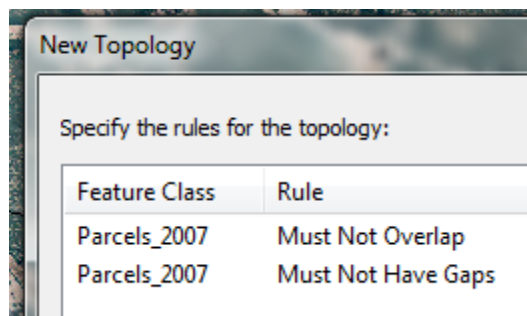 New Topology
Specify the rules for the topology:
Feature Class Rule
Parcels_2007 Must Not Overlap
Parcels_2007 Must Not Have Gaps